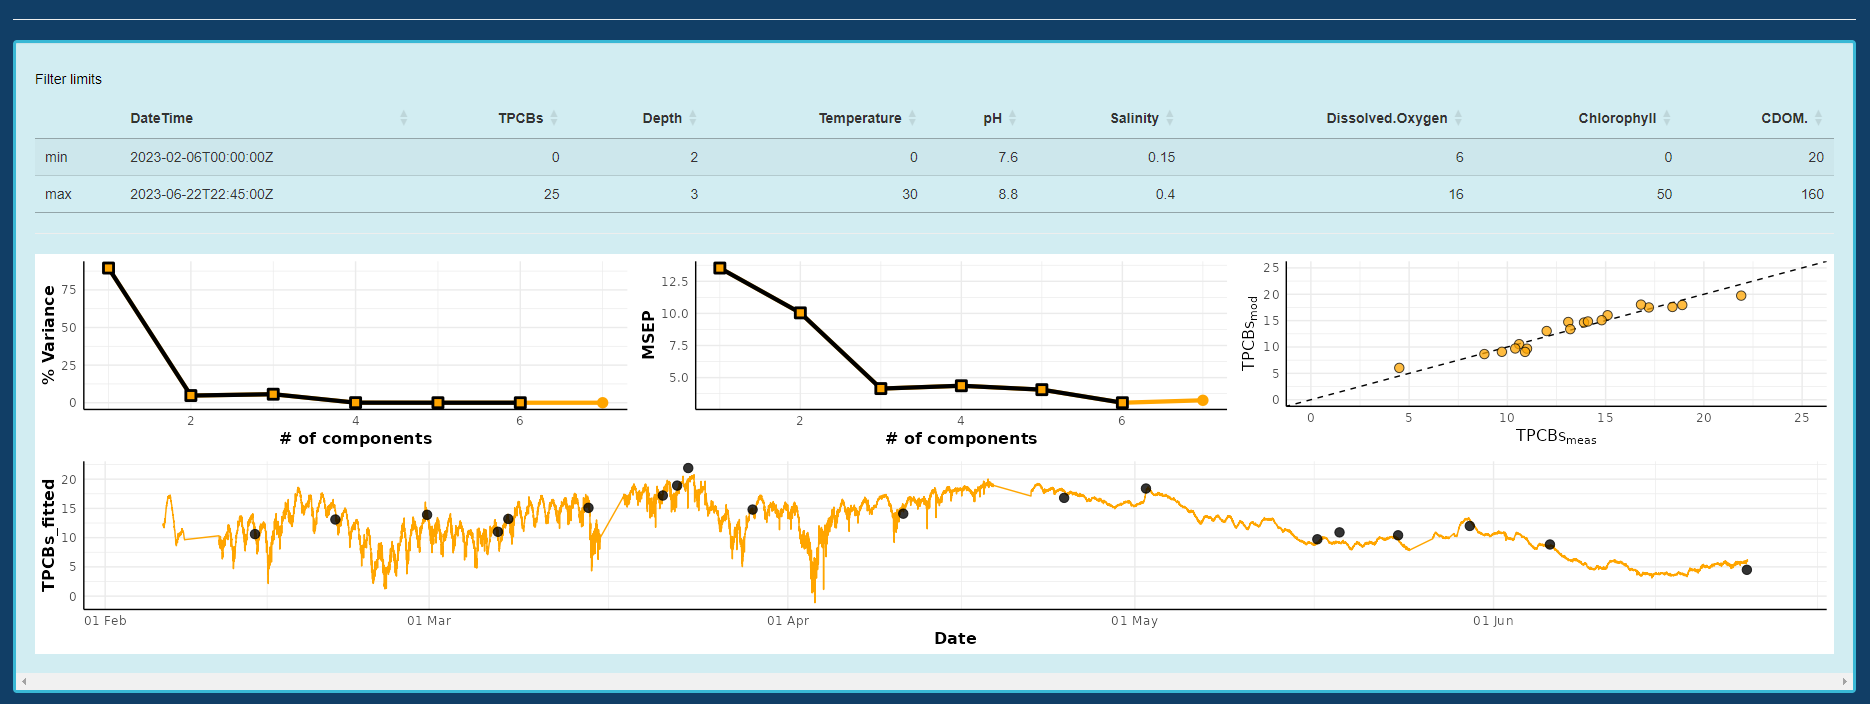 Filter limits
DateTime TPCBs Depth Temperature pH Salinity Dissolved.Oxygen Chlorophyll CDOM.
min 2023-02-06T00:00:00Z 0 2 0 7.6 0.15 6 0 20
max 2023-06-22T22:45:00Z 25 3 30 8.8 0.4 16 50 160
% Variance
75
50
25
0
2 4 6
# of components
MSEP
12.5
10.0
7.5
5.0
2 4 6
# of components
TPCBsmod
25
20
15
10
5
0
0 5 10 15 20 25
TPCBsmeas
TPCBs_fitted
20
15
10
5
0
01 Feb 01 Mar 01 Apr 01 May 01 Jun
Date